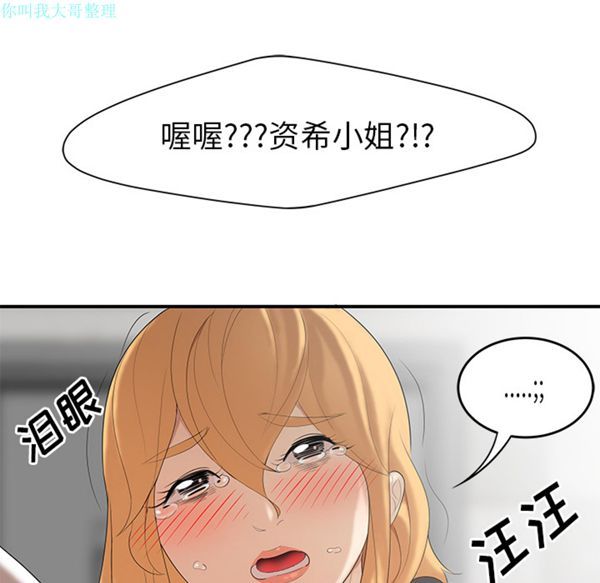 你叫我大哥整理
喔喔???资希小姐?!?
泪眼
.....;;
汪汪